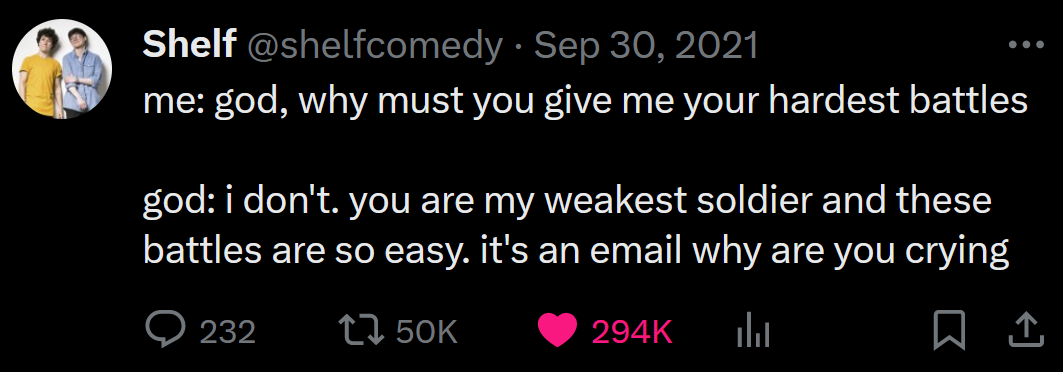 Shelf @shelfcomedy · Sep 30, 2021
me: god, why must you give me your hardest battles
god: i don't. you are my weakest soldier and these
battles are so easy. it's an email why are you crying
232 50K 294K